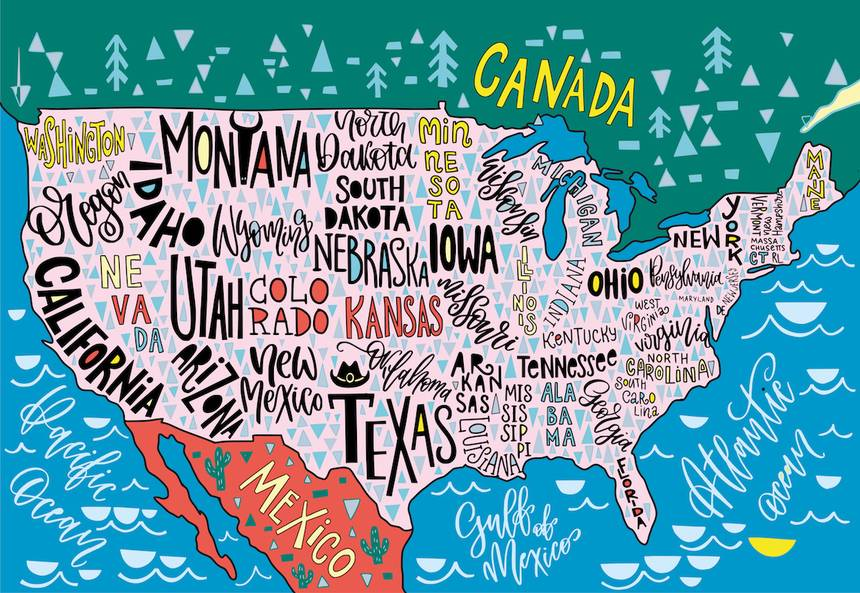 CANADA
WASHINGTON
MONTANA
North
Dakota
MIN
NE
SO
TA
Oregon
IDAHO
SOUTH
DAKOTA
Wisconsin
MICHIGAN
MAINE
Wyoming
NEBRASKA
IOWA
NEW
YORK
VERMONT
New
Hampshire
MASSA
CHUSETTS
CT RI
NE
VA
DA
UTAH
COLO
RADO
KANSAS
Missouri
ILLINOIS
INDIANA
OHIO
Pensylvania
NEW JERSEY
MARYLAND
DE
CALIFORNIA
WEST
VIRGINIA
Virginia
KENTUCKY
ARIZONA
New
Mexico
Oklahoma
AR
KAN
SAS
TENNESSEE
NORTH
CAROLINA
South
Caro
Lina
TEXAS
LOUISIANA
MIS
SIS
SIP
PI
ALA
BA
MA
Georgia
FLORIDA
MEXICO
Pacific
Ocean
Gulf
of
Mexico
Atlantic
Ocean